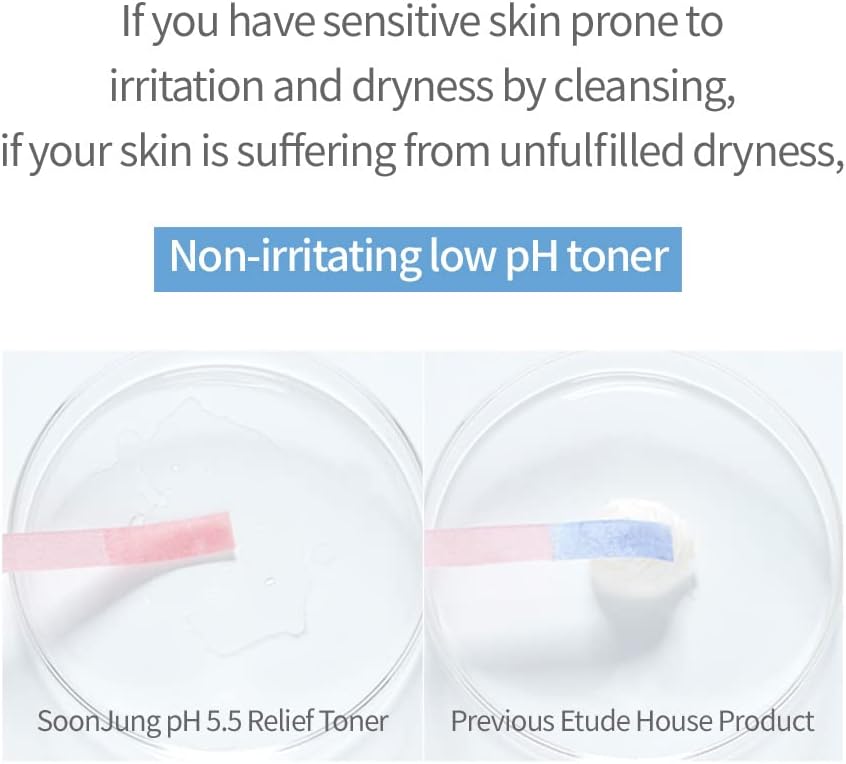 If you have sensitive skin prone to
irritation and dryness by cleansing,
if your skin is suffering from unfulfilled dryness,
Non-irritating low pH toner
SoonJung pH 5.5 Relief Toner
Previous Etude House Product